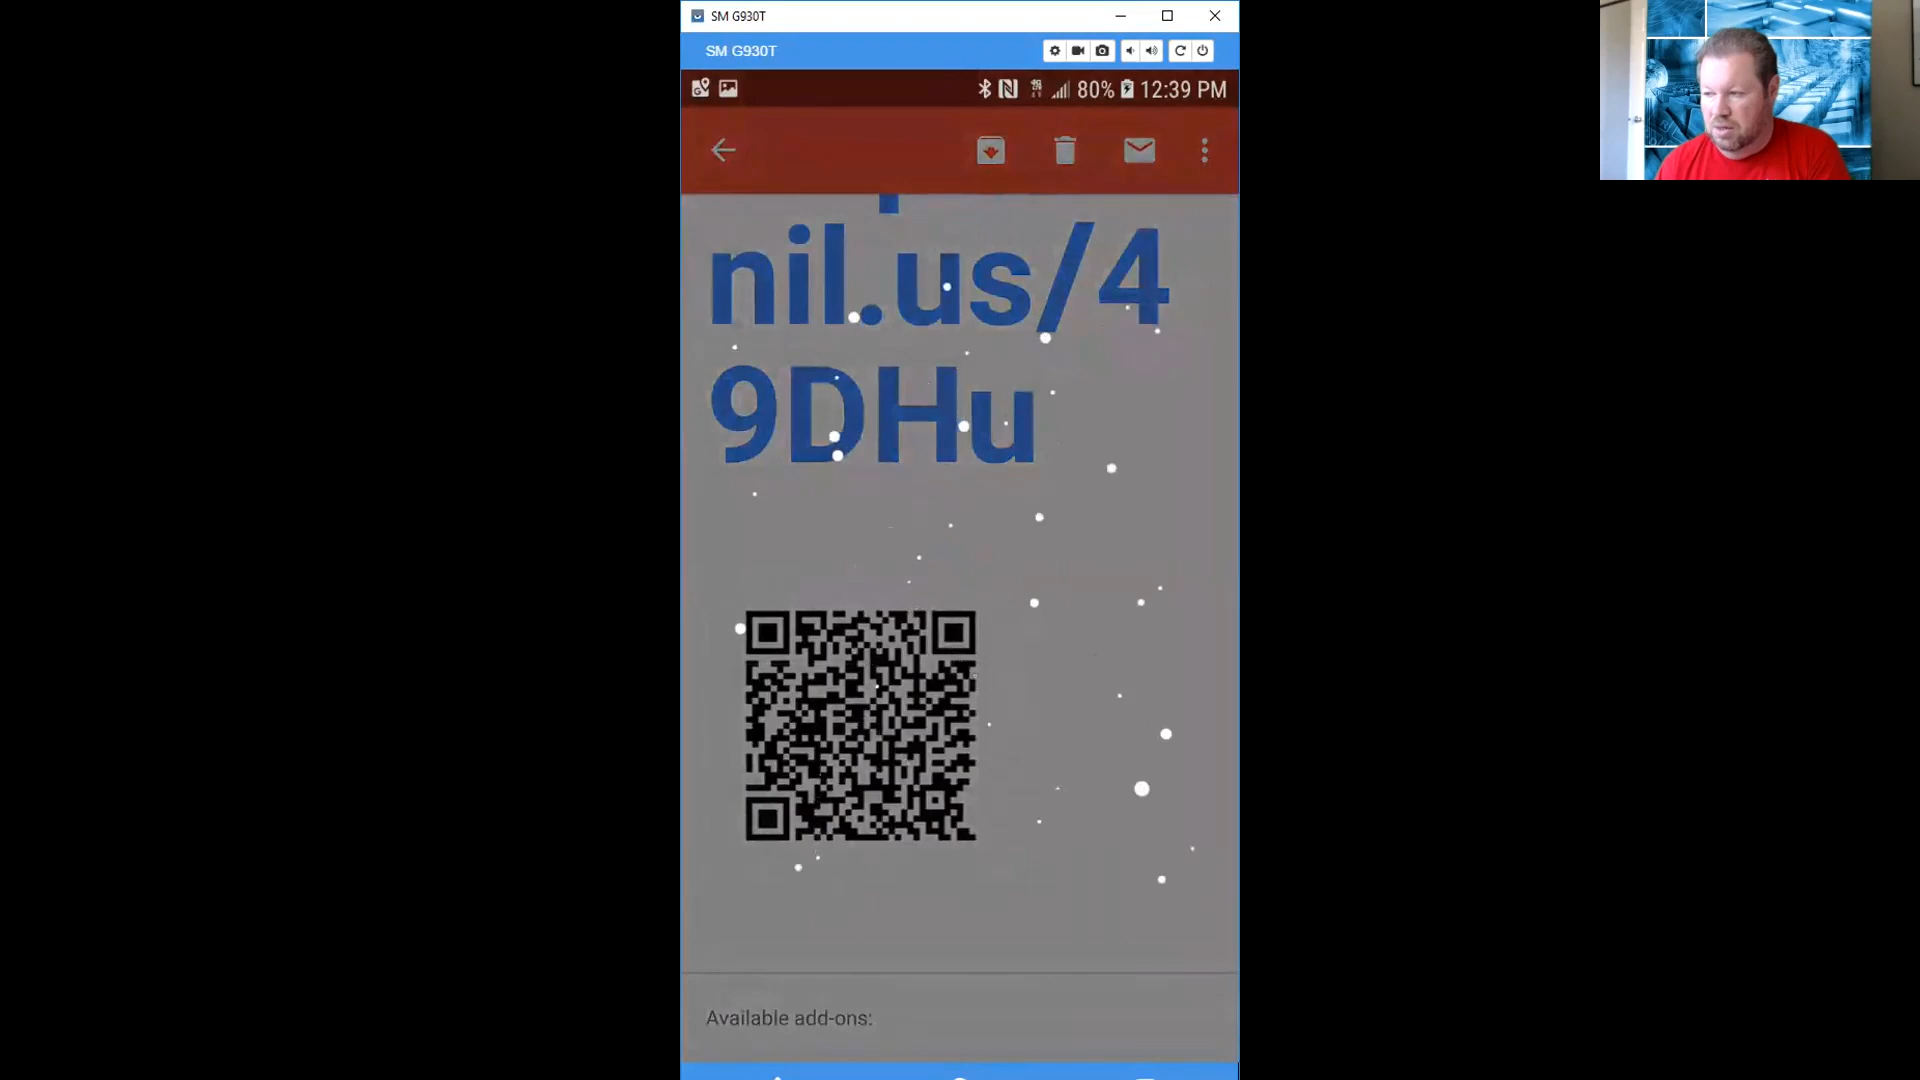 SM G930T
SM G930T
80% 12:39 PM
nil.us/4
9DHu
Available add-ons: